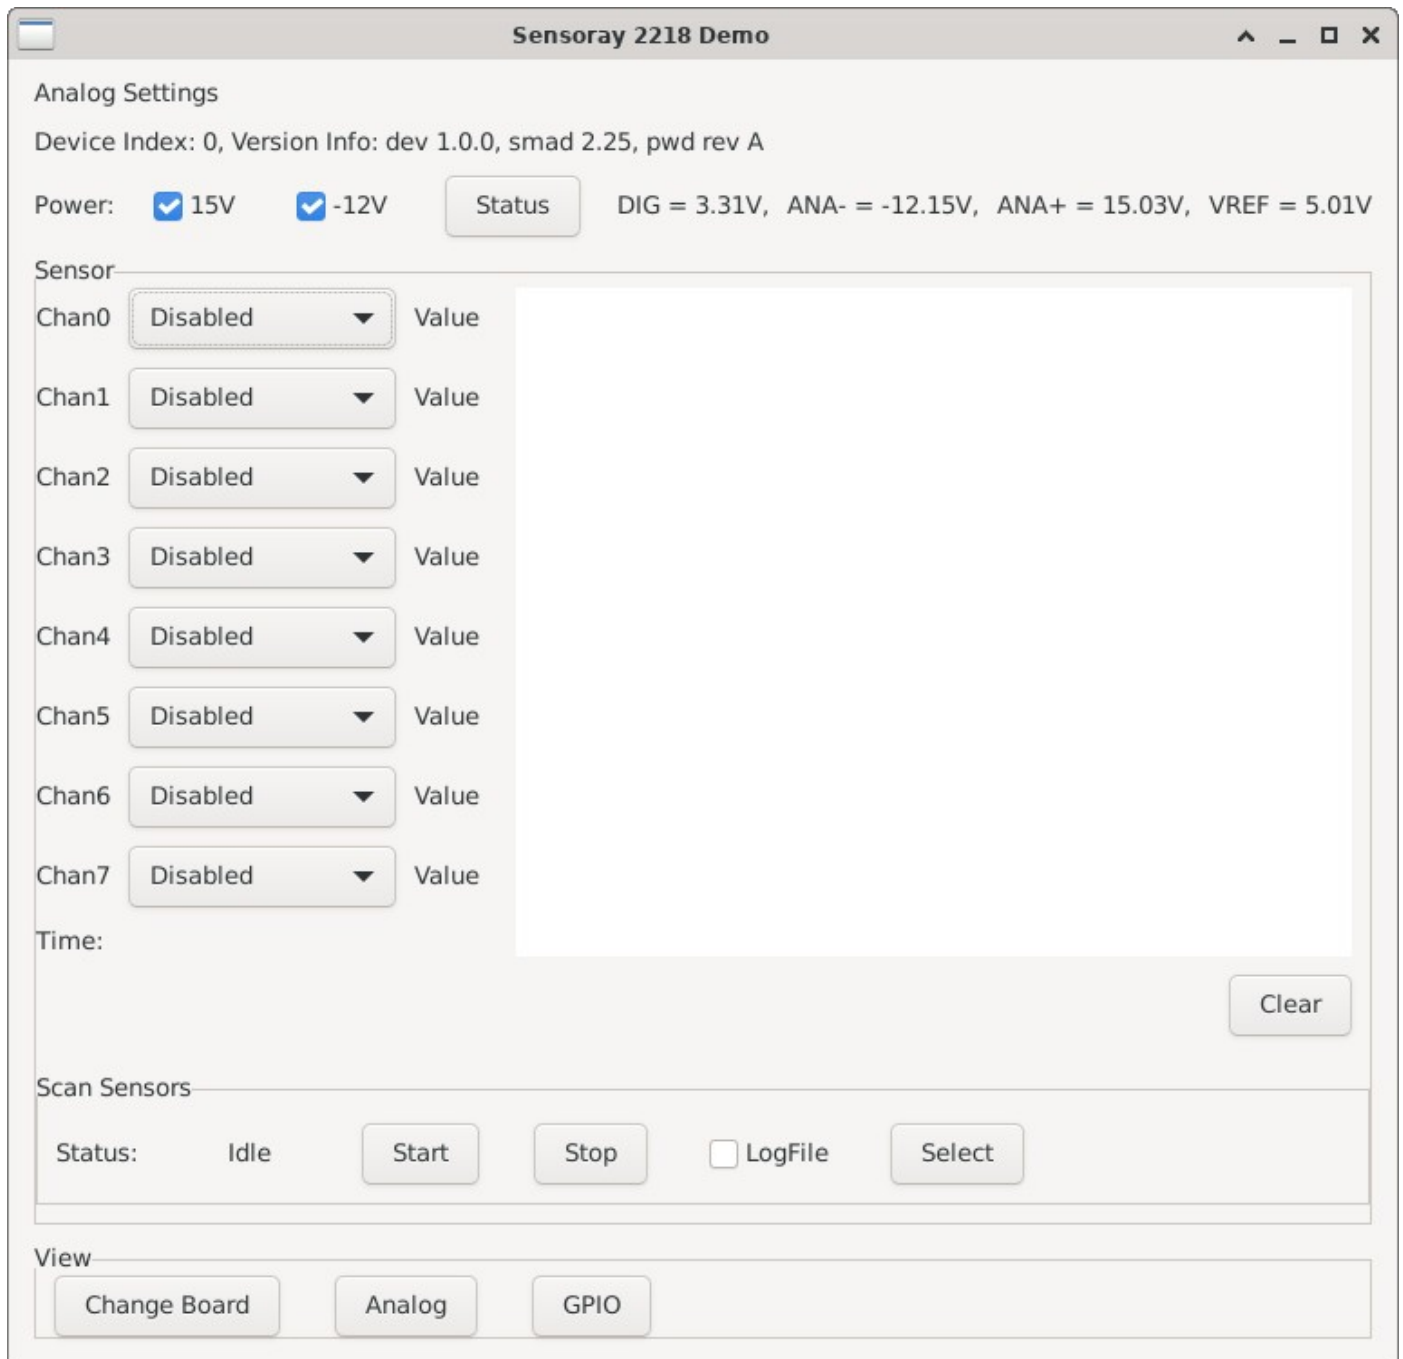 Sensoray 2218 Demo
Analog Settings
Device Index: 0, Version Info: dev 1.0.0, smad 2.25, pwd rev A
Power: 15V -12V Status DIG = 3.31V, ANA- = -12.15V, ANA+ = 15.03V, VREF = 5.01V
Sensor
Chan0 Disabled Value
Chan1 Disabled Value
Chan2 Disabled Value
Chan3 Disabled Value
Chan4 Disabled Value
Chan5 Disabled Value
Chan6 Disabled Value
Chan7 Disabled Value
Time:
Clear
Scan Sensors
Status: Idle Start Stop LogFile Select
View
Change Board Analog GPIO